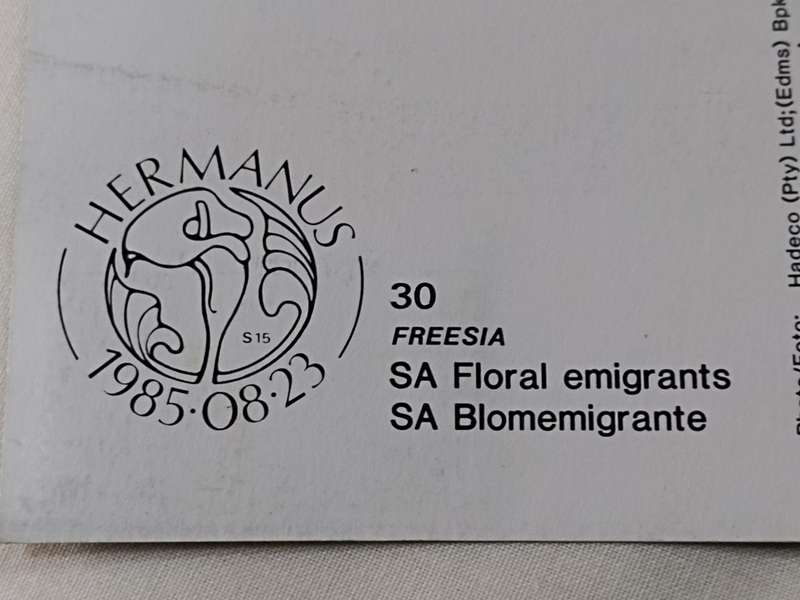 HERMANUS
S15
1985·08·23
30
FREESIA
SA Floral emigrants
SA Blomemigrante
Hadeco (Pty) Ltd;(Edms) Bpk